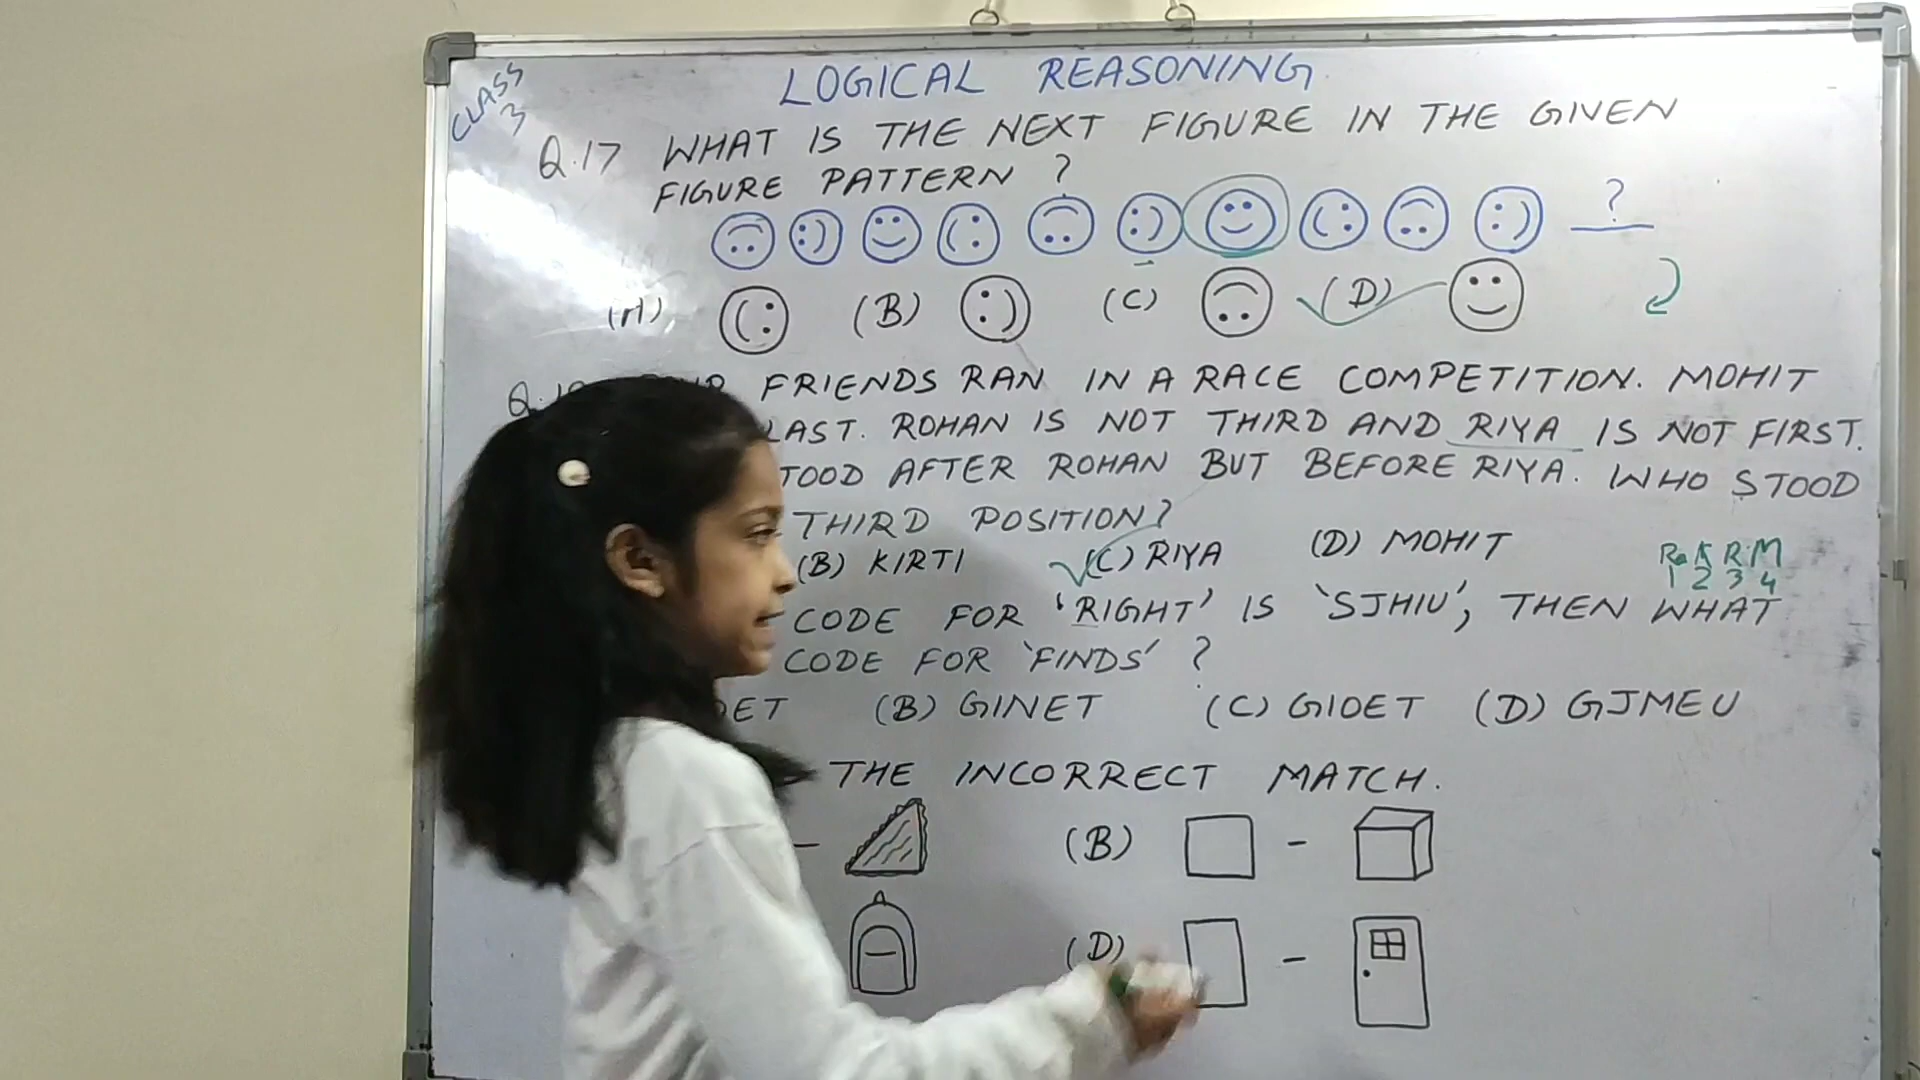 CLASS
3
LOGICAL REASONING
Q.17 WHAT IS THE NEXT FIGURE IN THE GIVEN
FIGURE PATTERN ?
?
(A) (B) (C) (D)
FRIENDS RAN IN A RACE COMPETITION. MOHIT
LAST. ROHAN IS NOT THIRD AND RIYA IS NOT FIRST.
TOOD AFTER ROHAN BUT BEFORE RIYA. WHO STOOD
THIRD POSITION?
(B) KIRTI (C) RIYA (D) MOHIT
Ro K R M
1 2 3 4
CODE FOR 'RIGHT' IS 'SJHIU', THEN WHAT
CODE FOR 'FINDS' ?
OET (B) GINET (C) GIOET (D) GJMEU
THE INCORRECT MATCH.
- (B) -
(D) -